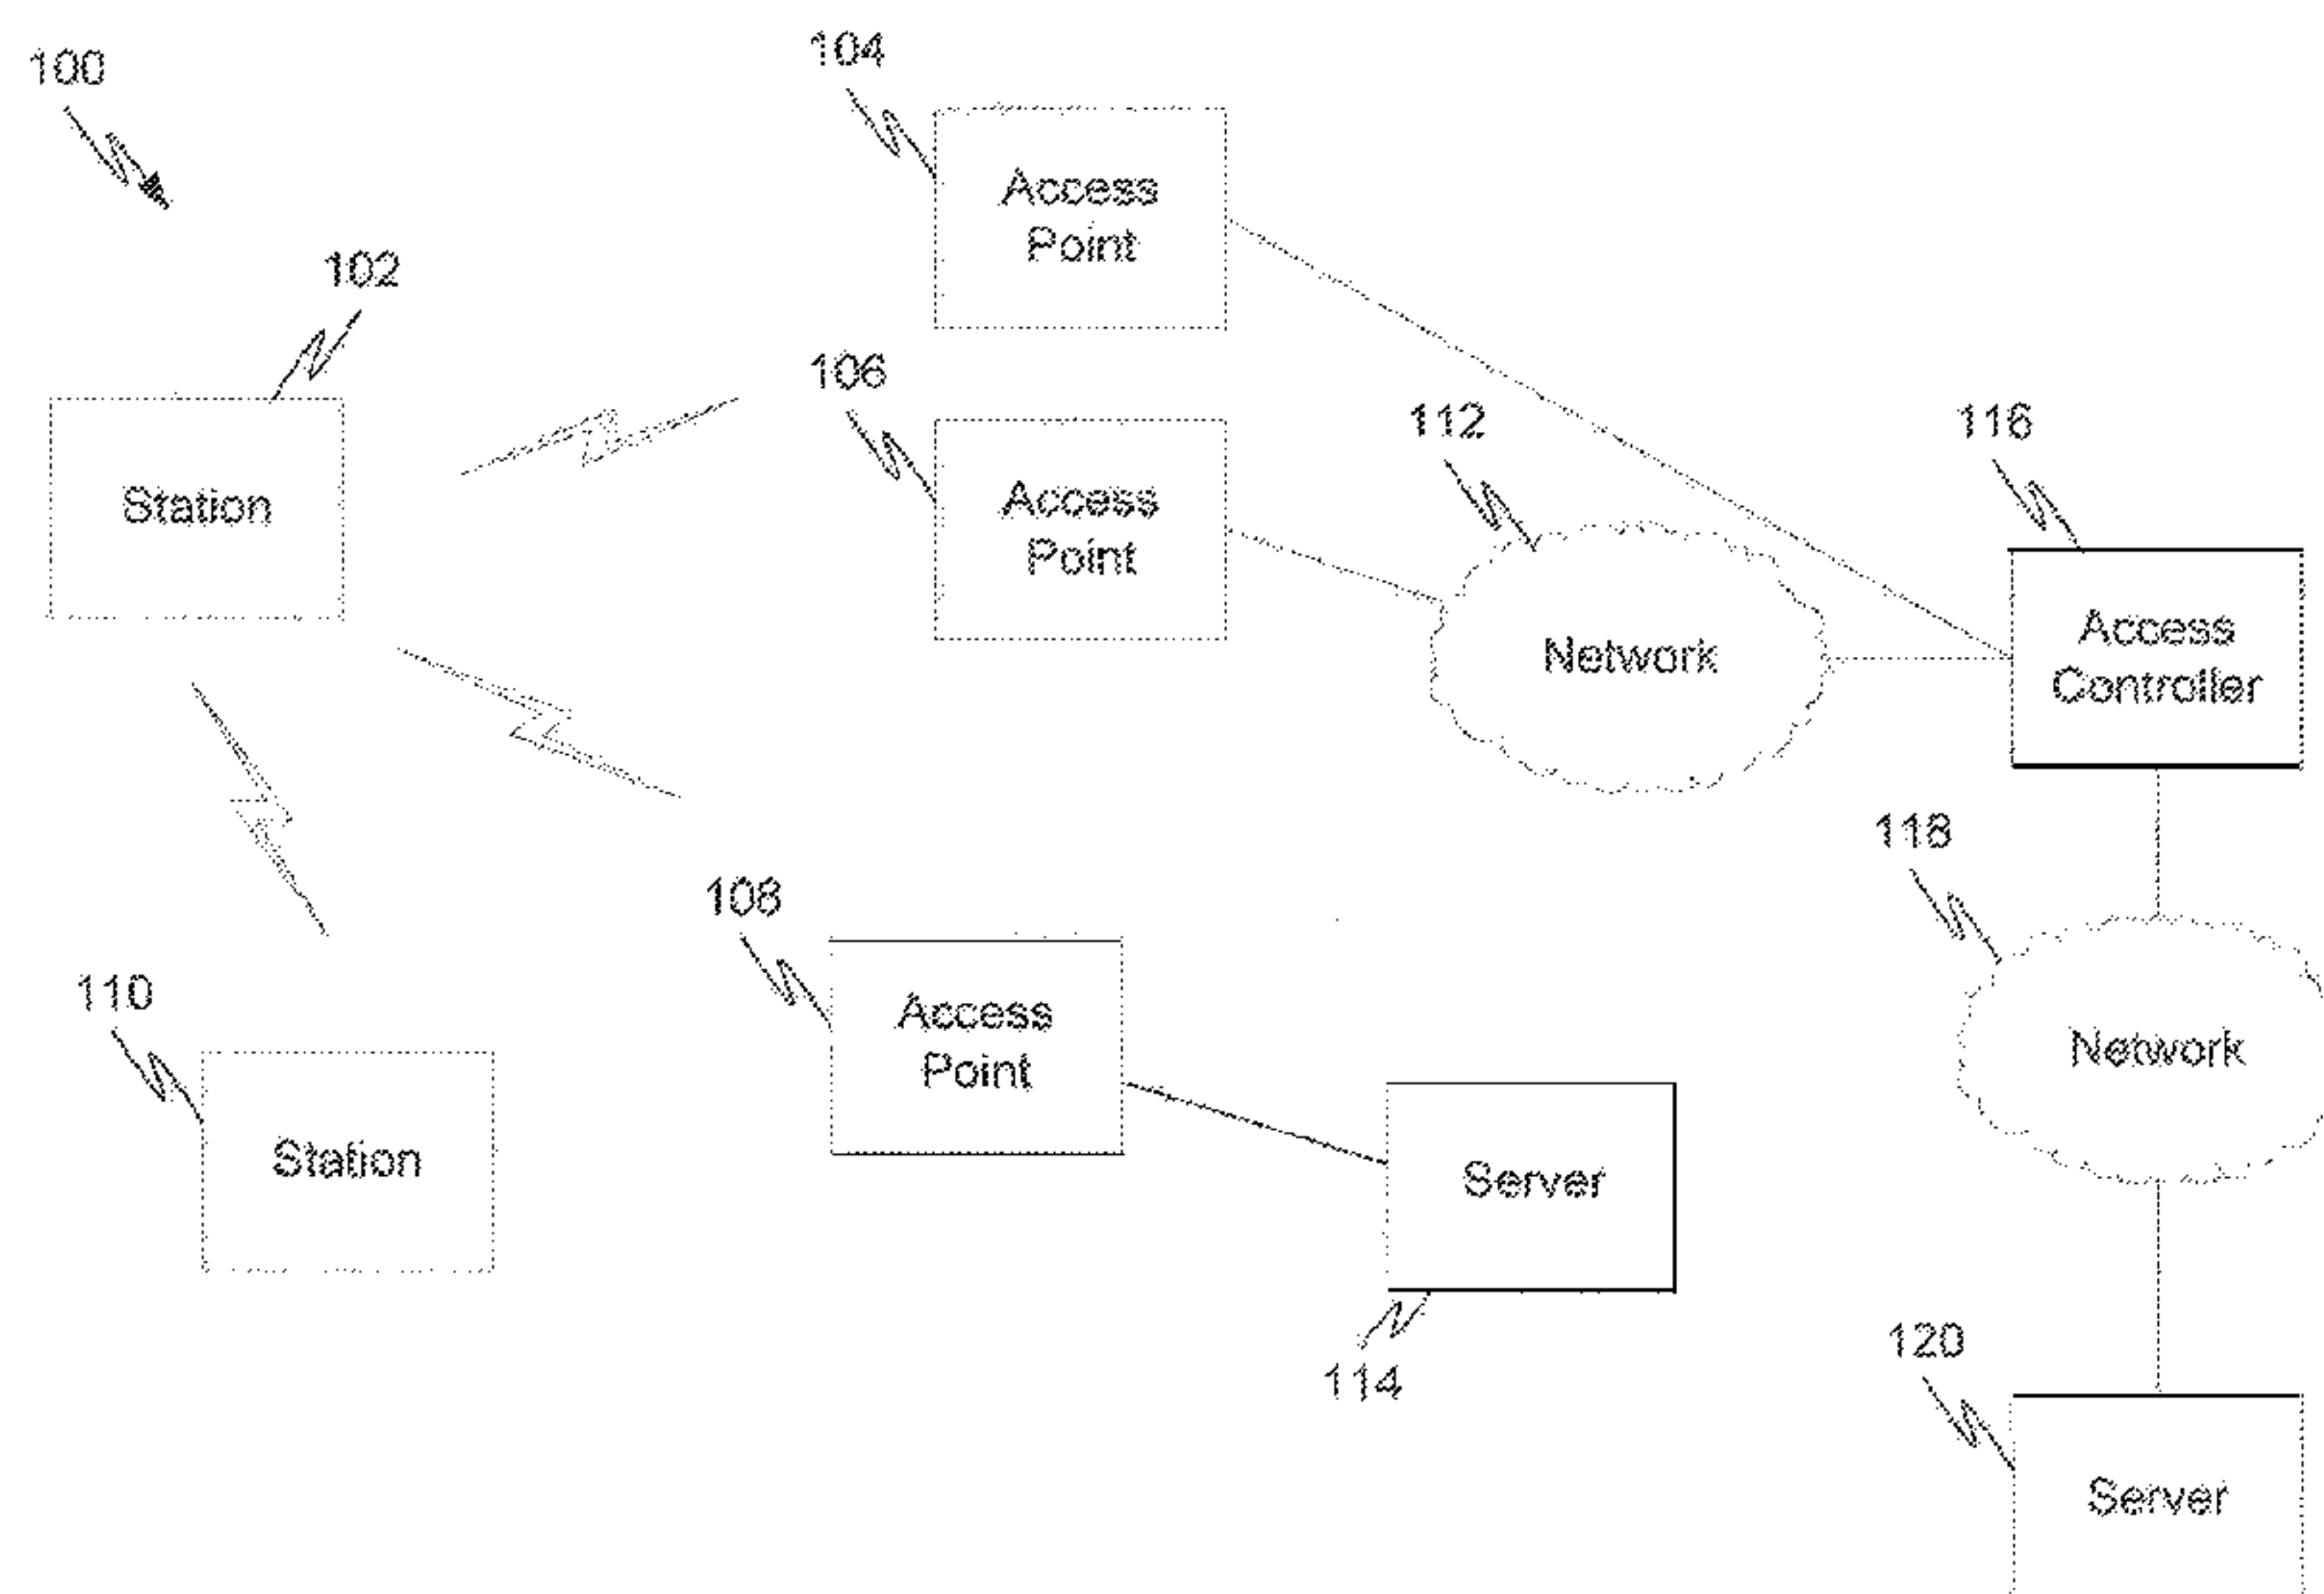 100
104
Access
Point
102
106
Access
Point
112
116
Station
Network
Access
Controller
118
108
Access
Point
110
Network
Station
Server
114
120
Server